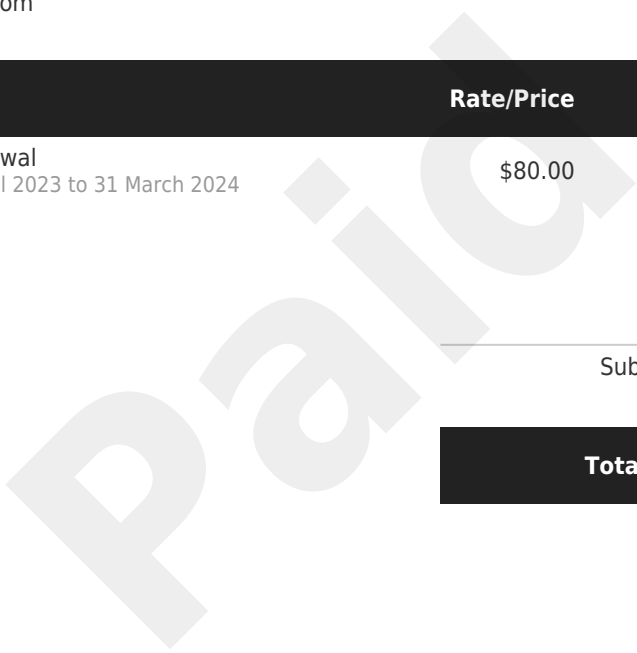 om
Rate/Price
wal
l 2023 to 31 March 2024
$80.00
Sub
Tota
Paid